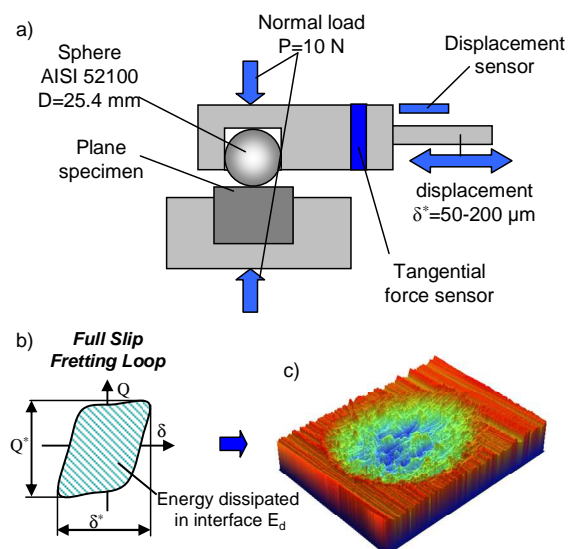 a)
Normal load
P=10 N
Sphere
AISI 52100
D=25.4 mm
Displacement
sensor
Plane
specimen
displacement
δ*=50-200 µm
Tangential
force sensor
b)
Full Slip
Fretting Loop
c)
Q
Q*
δ
Energy dissipated
in interface Ed
δ*